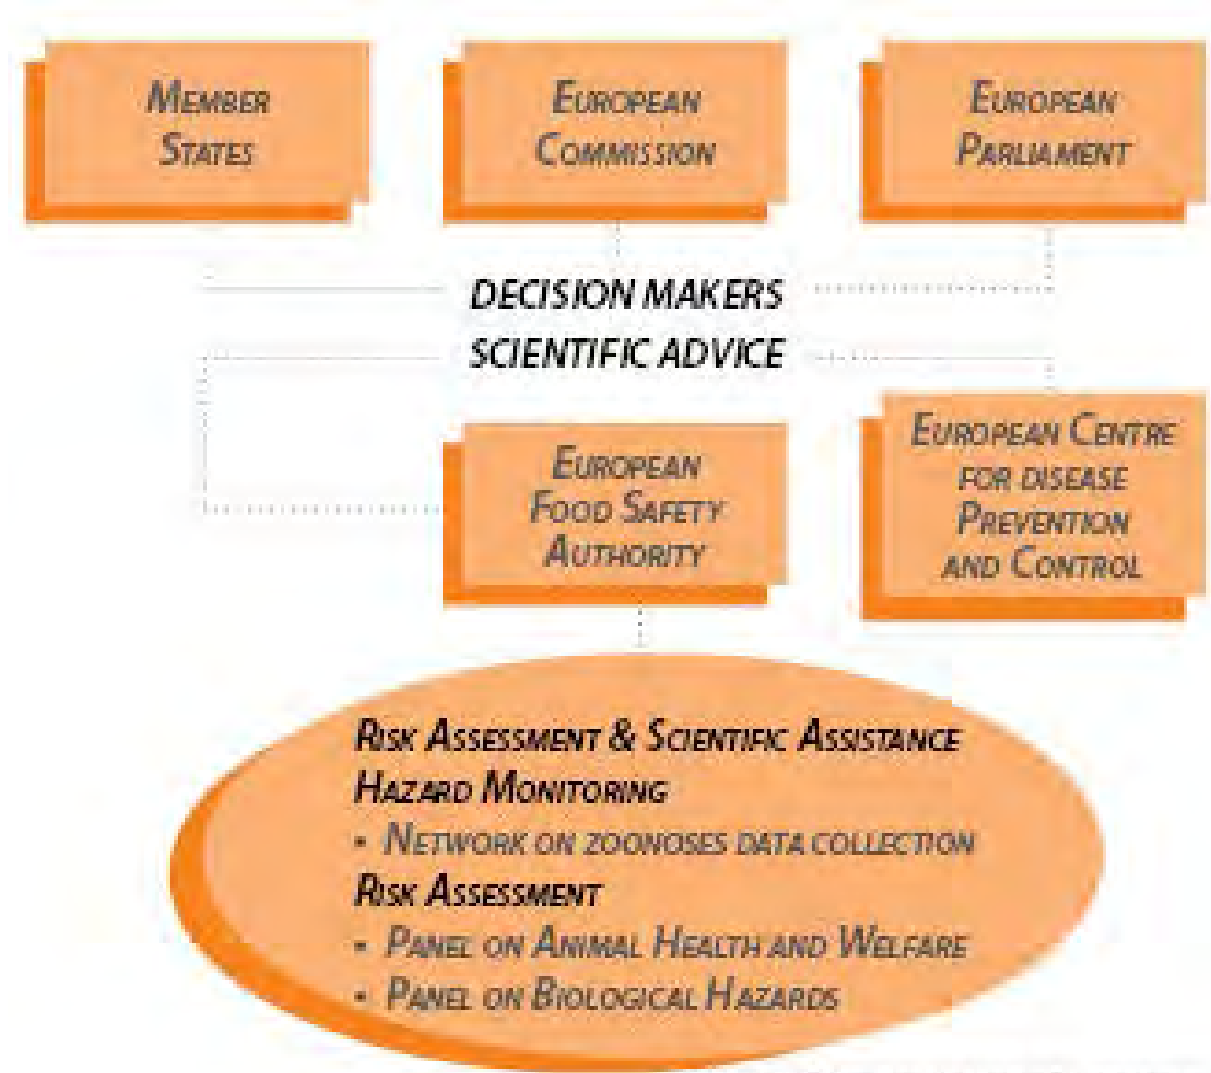 MEMBER
STATES
EUROPEAN
COMMISSION
EUROPEAN
PARLIAMENT
DECISION MAKERS
SCIENTIFIC ADVICE
EUROPEAN
FOOD SAFETY
AUTHORITY
EUROPEAN CENTRE
FOR DISEASE
PREVENTION
AND CONTROL
RISK ASSESSMENT & SCIENTIFIC ASSISTANCE
HAZARD MONITORING
• NETWORK ON ZOONOSES DATA COLLECTION
RISK ASSESSMENT
• PANEL ON ANIMAL HEALTH AND WELFARE
• PANEL ON BIOLOGICAL HAZARDS